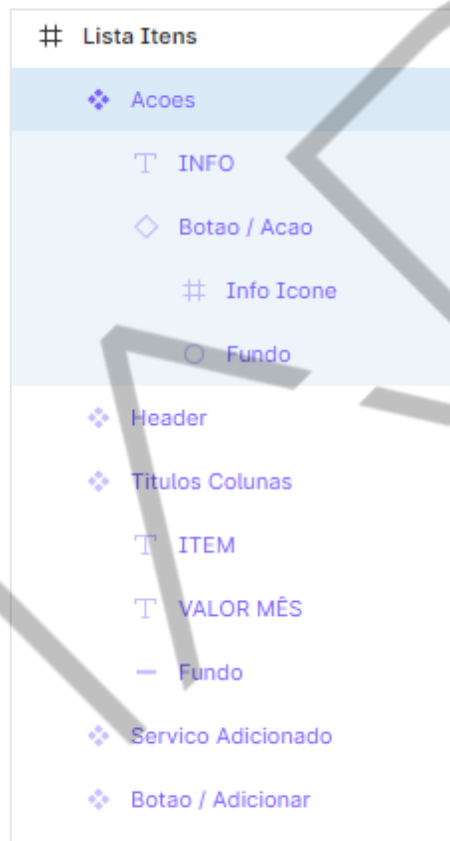 Lista Itens
Acoes
INFO
Botao / Acao
Info Icone
Fundo
Header
Titulos Colunas
ITEM
VALOR MÊS
Fundo
Servico Adicionado
Botao / Adicionar